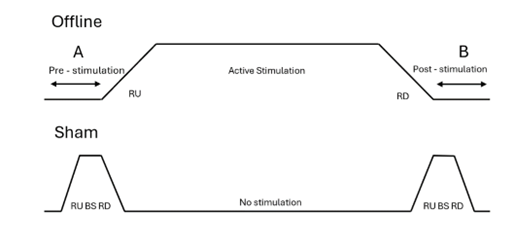 Offline
A B
Pre - stimulation Active Stimulation Post - stimulation
RU RD
Sham
RU BS RD No stimulation RU BS RD